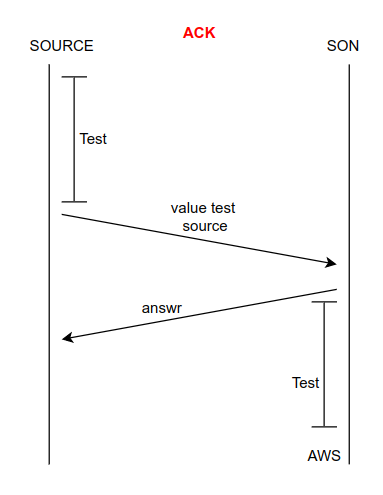 ACK
SOURCE
SON
Test
value test
source
answr
Test
AWS